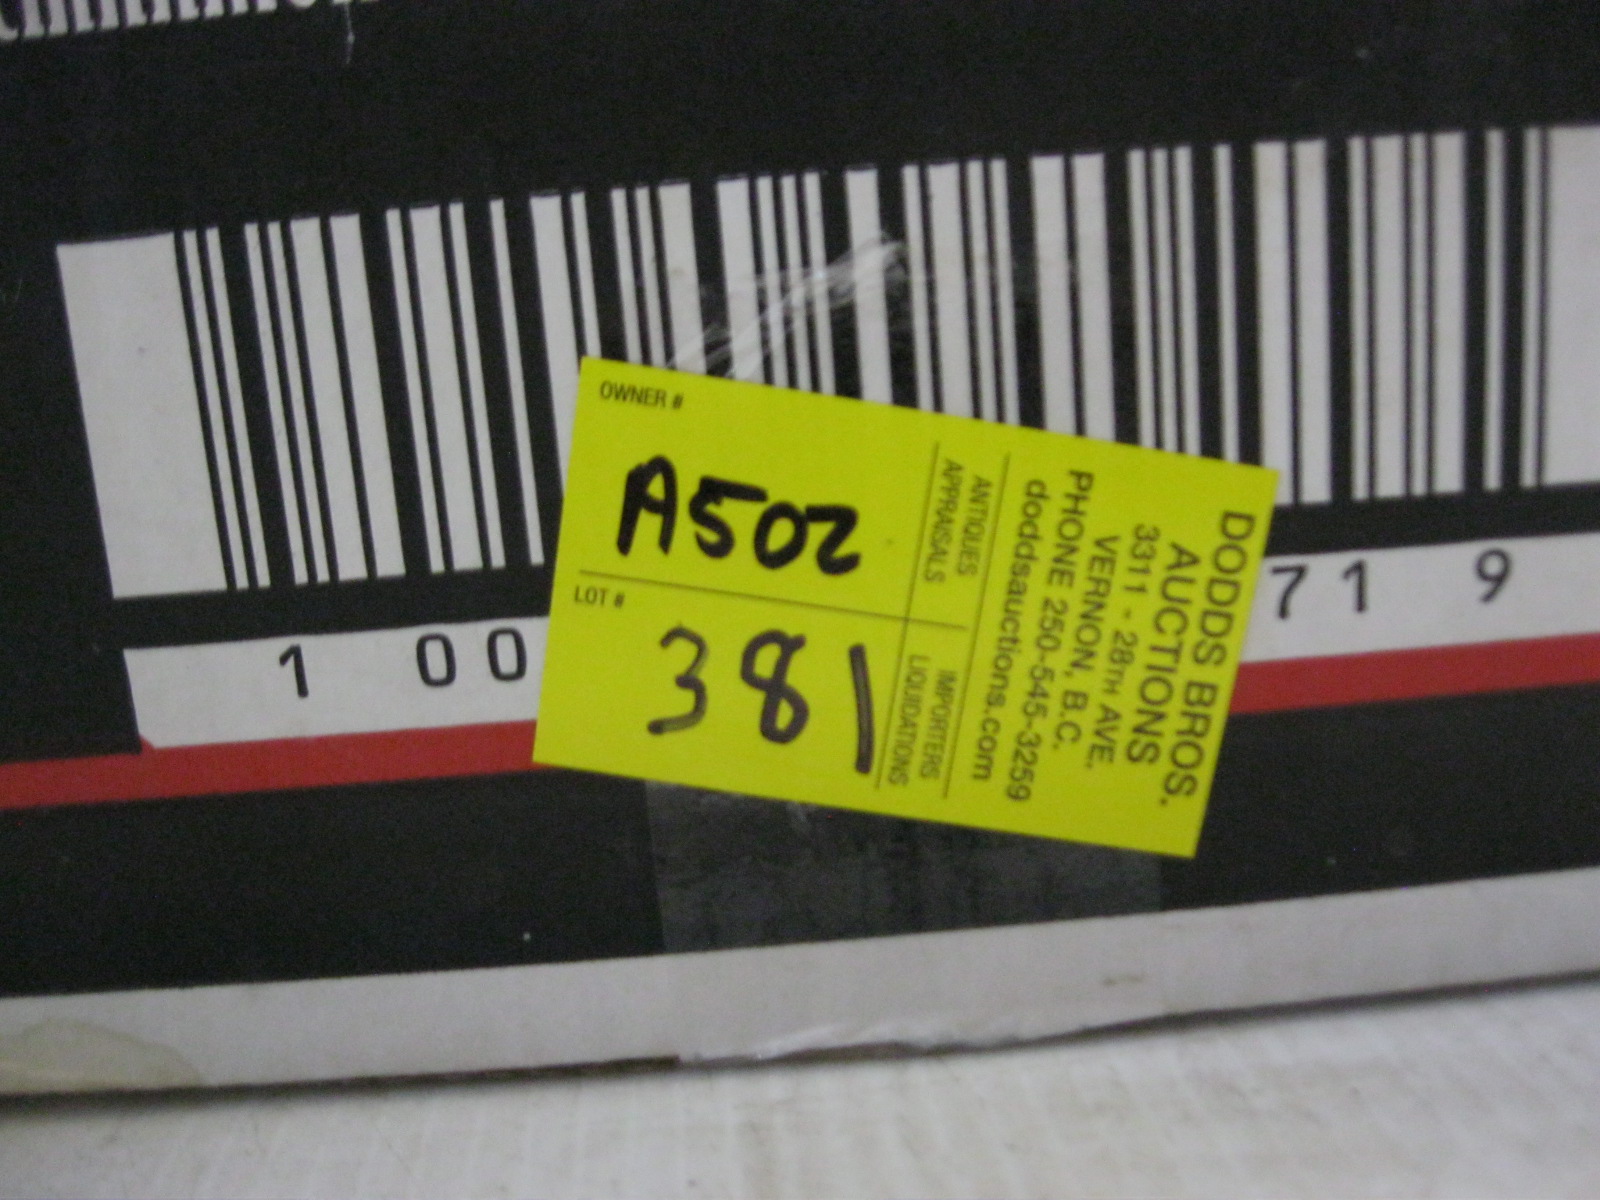 OWNER #
A502
LOT #
381
ANTIQUES
APPRAISALS
IMPORTERS
LIQUIDATIONS
DODDS BROS.
AUCTIONS
3311 - 28TH AVE.
VERNON, B.C.
PHONE 250-545-3259
doddsauctions.com
1 00
71 9